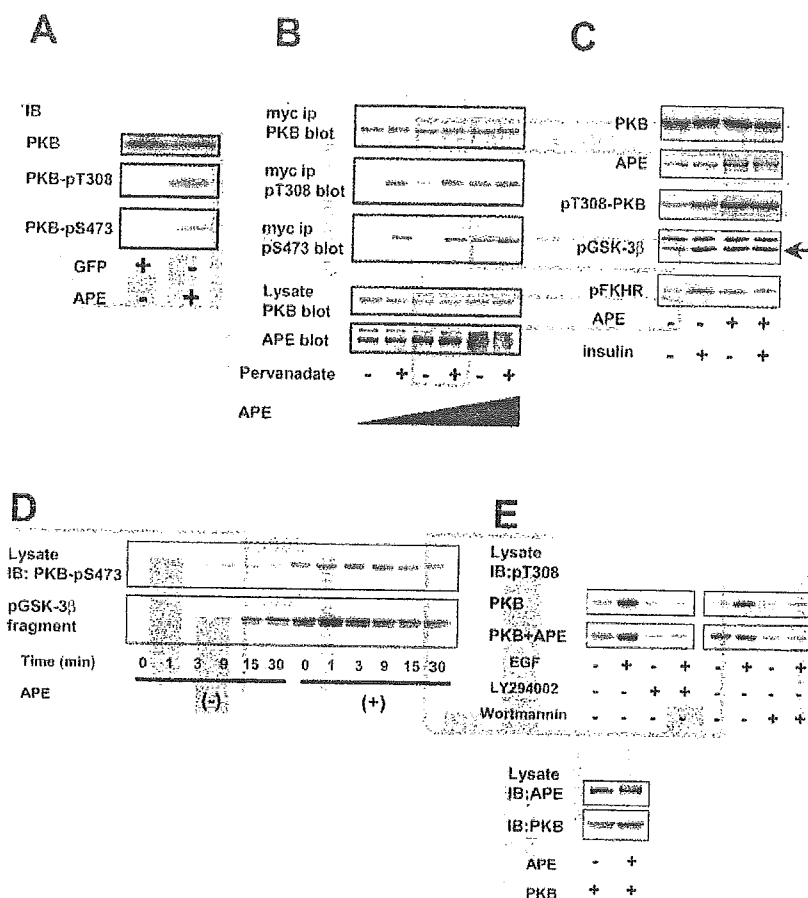 A
IB
PKB
PKB-pT308
PKB-pS473
GFP + -
APE - +
B
myc ip
PKB blot
myc ip
pT308 blot
myc ip
pS473 blot
Lysate
PKB blot
APE blot
Pervanadate - + - + - +
APE
C
PKB
APE
pT308-PKB
pGSK-3β
pFKHR
APE - - + +
insulin - + - +
D
Lysate
IB: PKB-pS473
pGSK-3β
fragment
Time (min) 0 1 3 9 15 30 0 1 3 9 15 30
APE (-) (+)
E
Lysate
IB:pT308
PKB
PKB+APE
EGF - + - + - + - +
LY294002 - - + + - - - -
Wortmannin - - - - - - + +
Lysate
IB:APE
IB:PKB
APE - +
PKB + +